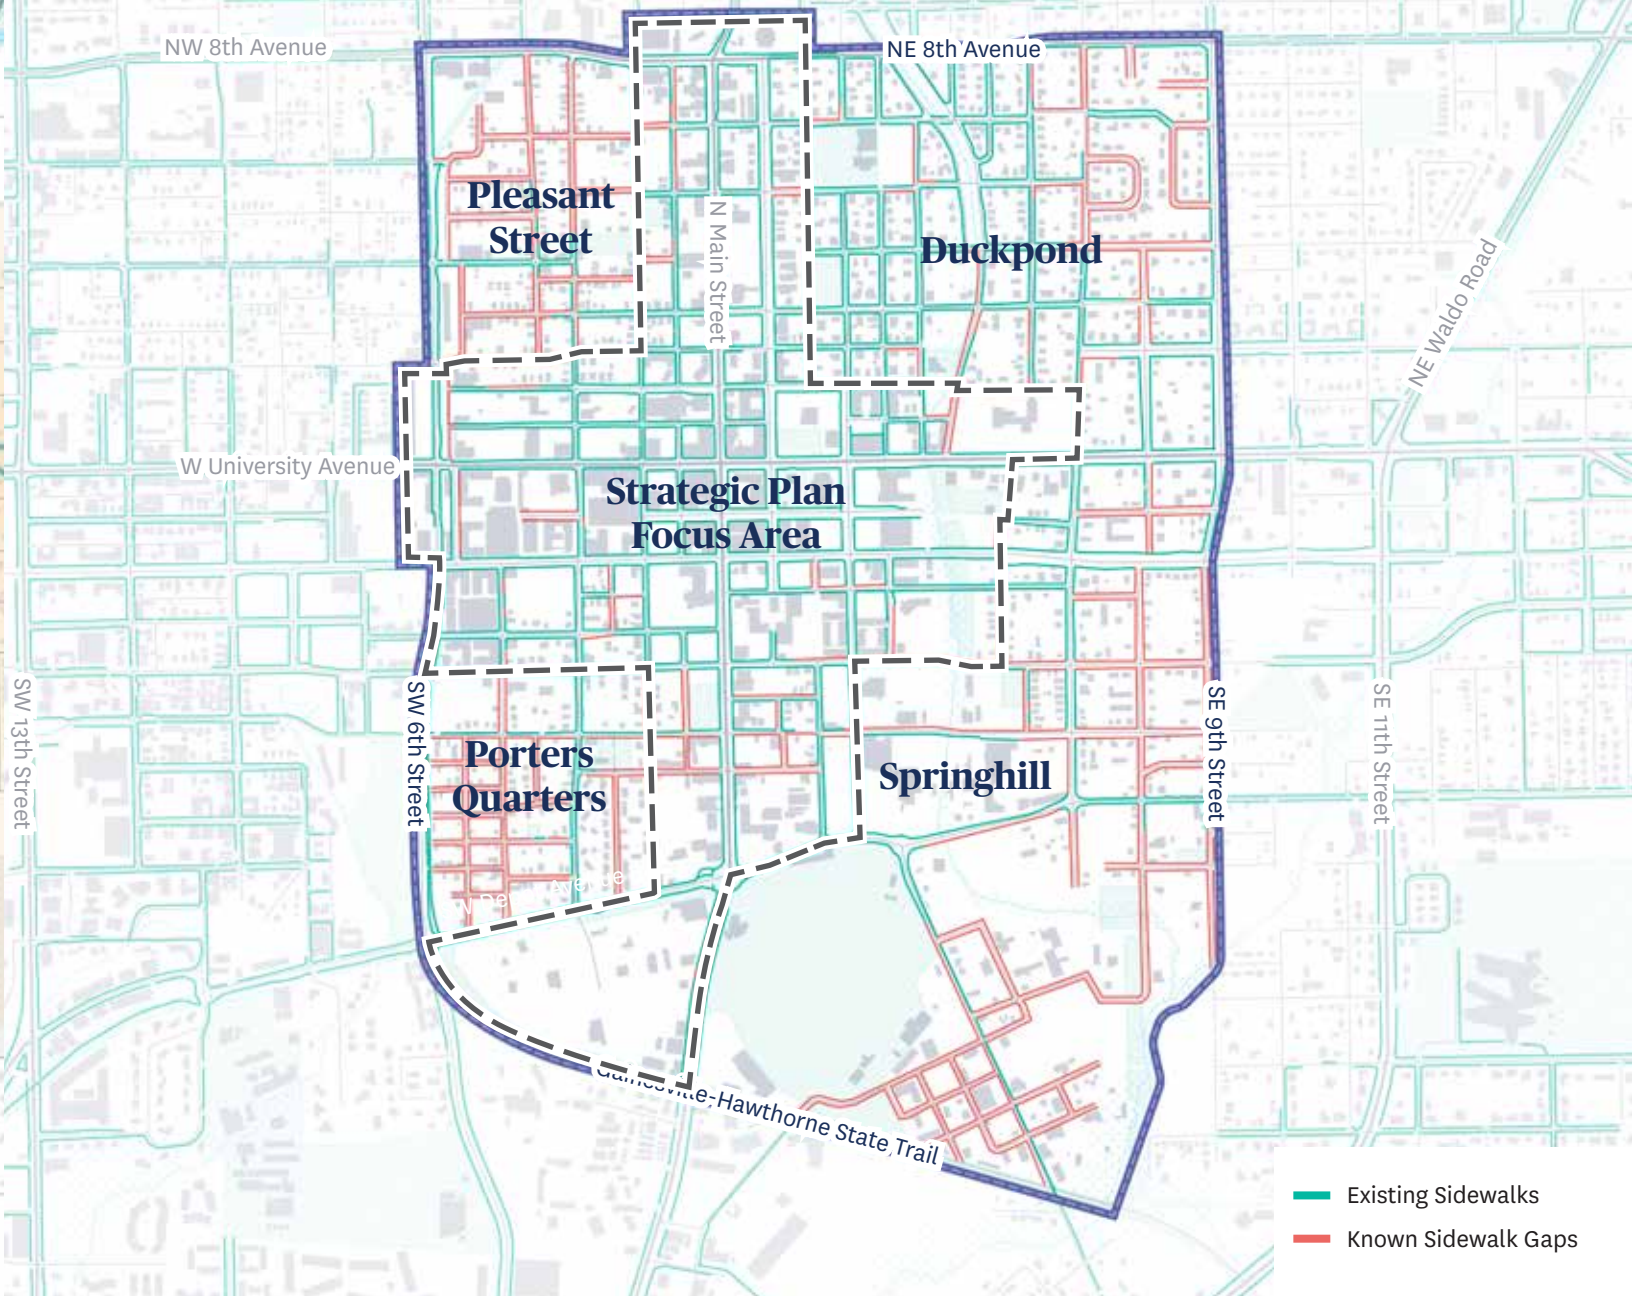 NW 8th Avenue
NE 8th Avenue
Pleasant
Street
N Main Street
Duckpond
NE Waldo Road
W University Avenue
Strategic Plan
Focus Area
SW 13th Street
SW 6th Street
Porters
Quarters
Springhill
SE 9th Street
SE 11th Street
Avenue
Gainesville-Hawthorne State Trail
Existing Sidewalks
Known Sidewalk Gaps